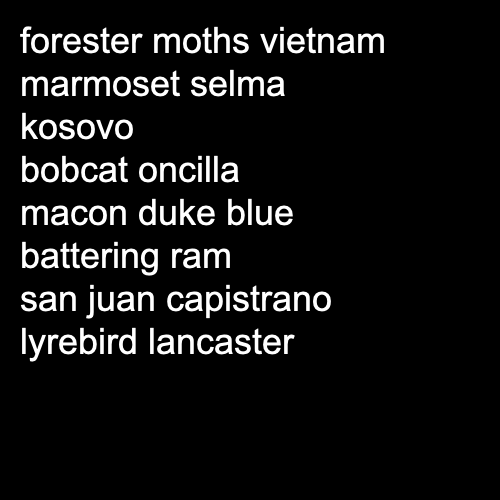 forester moths vietnam
marmoset selma
kosovo
bobcat oncilla
macon duke blue
battering ram
san juan capistrano
lyrebird lancaster